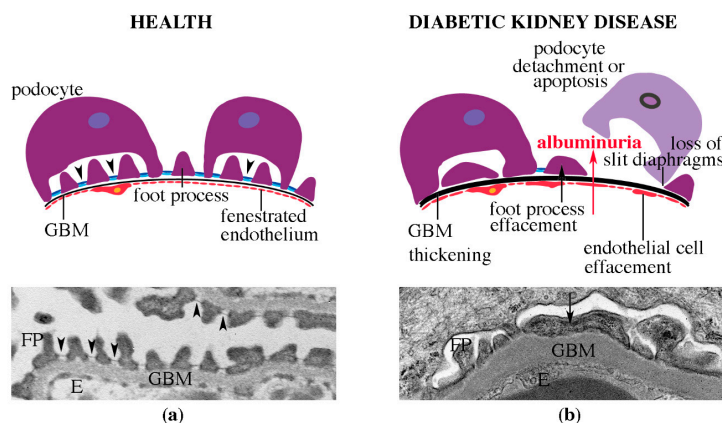 HEALTH
podocyte
foot process
GBM
fenestrated
endothelium
FP
E
GBM
(a)
DIABETIC KIDNEY DISEASE
podocyte
detachment or
apoptosis
albuminuria
loss of
slit diaphragms
foot process
effacement
GBM
thickening
endothelial cell
effacement
FP
GBM
E
(b)